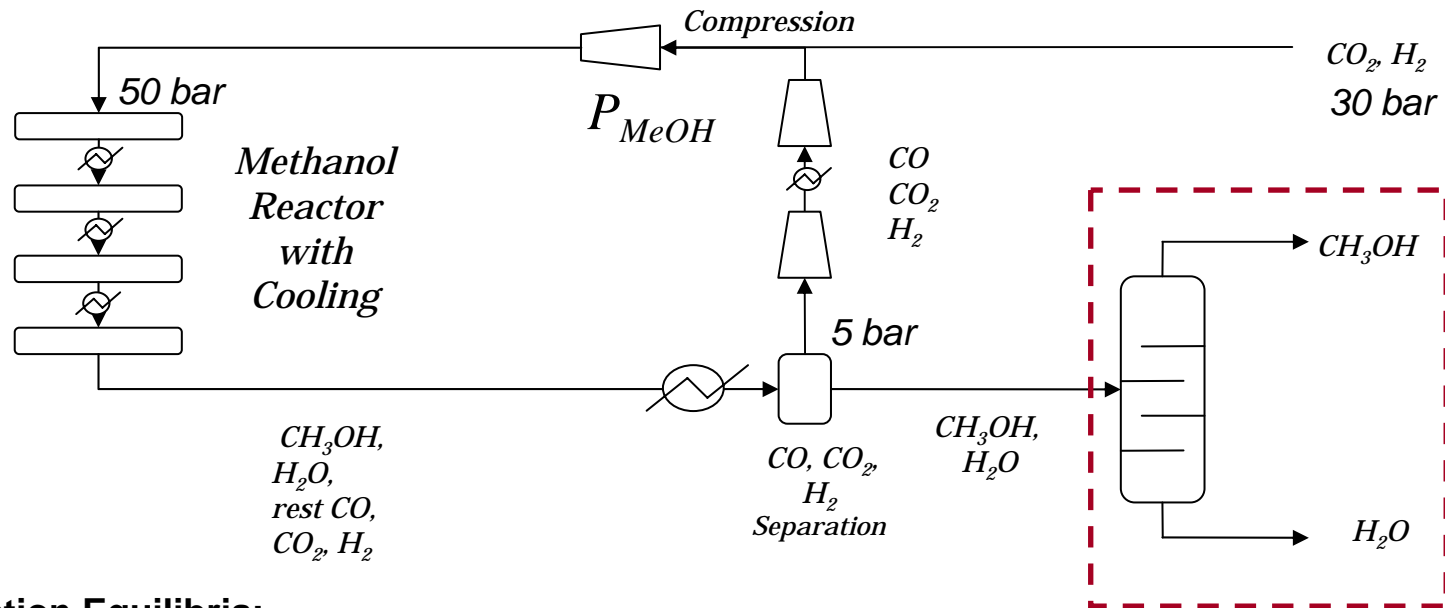 Compression
CO₂, H₂
30 bar
50 bar
P_MeOH
Methanol
Reactor
with
Cooling
CO
CO₂
H₂
CH₃OH
5 bar
CH₃OH,
H₂O,
rest CO,
CO₂, H₂
CO, CO₂,
H₂
Separation
CH₃OH,
H₂O
H₂O